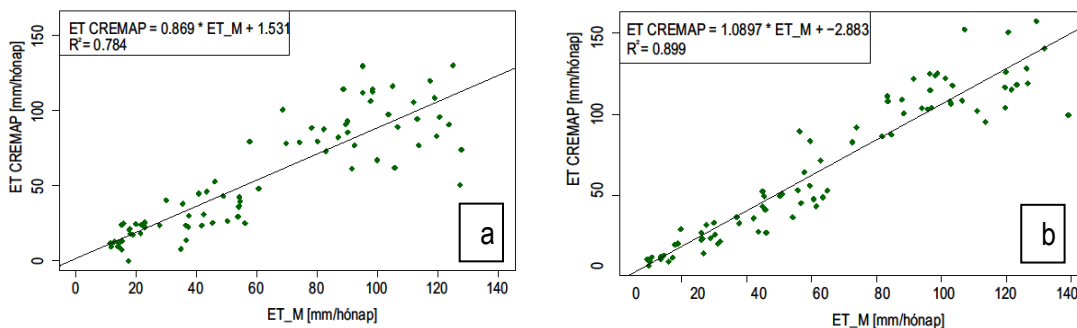 ET CREMAP = 0.869 * ET_M + 1.531
R² = 0.784
ET CREMAP [mm/hónap]
150
100
50
0
a
0 20 40 60 80 100 120 140
ET_M [mm/hónap]
ET CREMAP = 1.0897 * ET_M + −2.883
R² = 0.899
ET CREMAP [mm/hónap]
150
100
50
0
b
0 20 40 60 80 100 120 140
ET_M [mm/hónap]